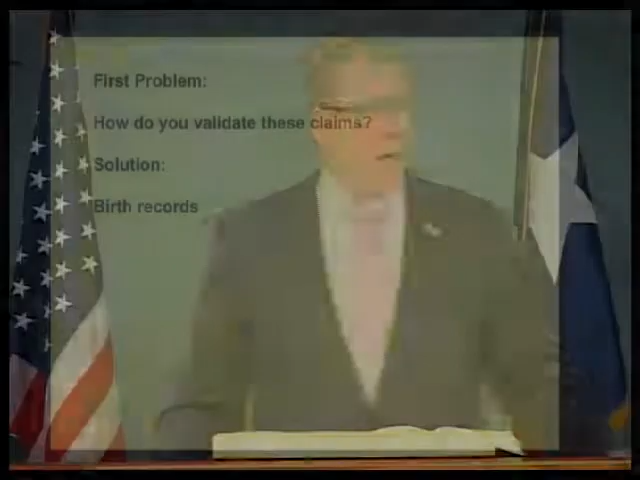 First Problem:
How do you validate these claims?
Solution:
Birth records